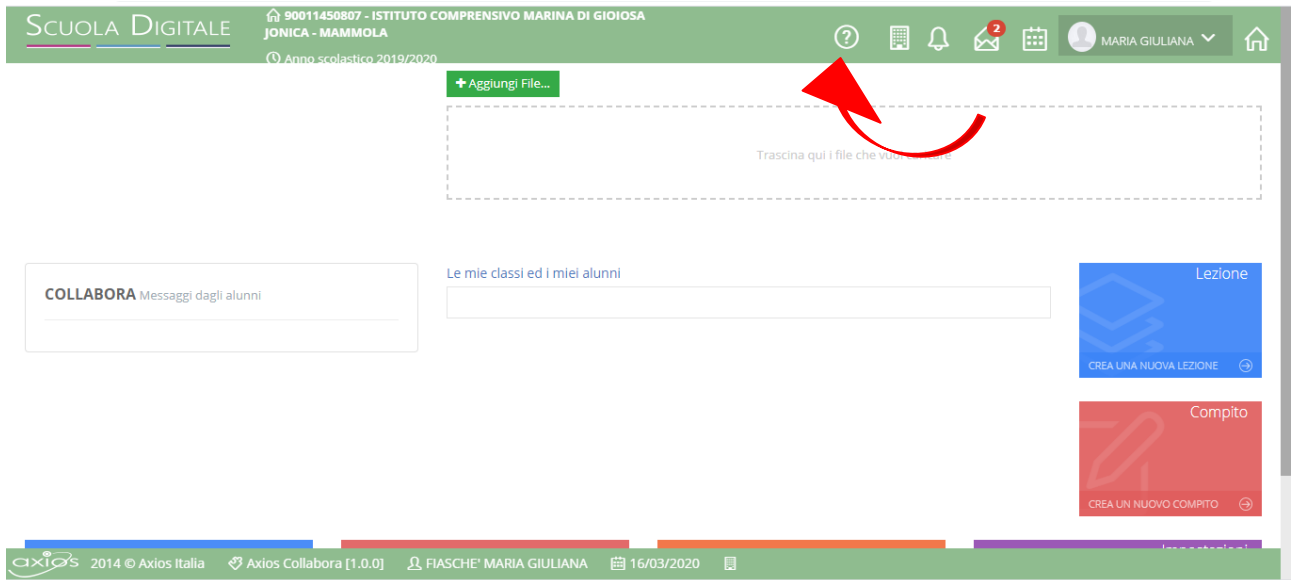 SCUOLA DIGITALE
90011450807 - ISTITUTO COMPRENSIVO MARINA DI GIOIOSA
JONICA - MAMMOLA
Anno scolastico 2019/2020
2
MARIA GIULIANA
+ Aggiungi File...
Trascina qui i file che
COLLABORA Messaggi dagli alunni
Le mie classi ed i miei alunni
Lezione
CREA UNA NUOVA LEZIONE
Compito
CREA UN NUOVO COMPITO
Impostazioni
axios 2014 © Axios Italia Axios Collabora [1.0.0] FIASCHE' MARIA GIULIANA 16/03/2020